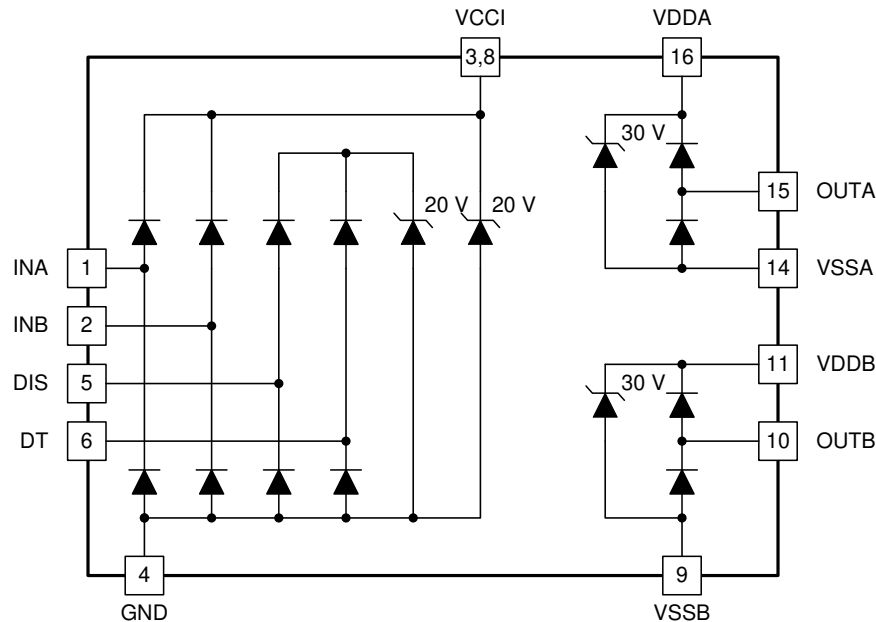 VCCI
VDDA
3,8
16
30 V
15
OUTA
20 V
20 V
INA
1
14
VSSA
INB
2
11
VDDB
DIS
5
30 V
DT
6
10
OUTB
4
9
GND
VSSB